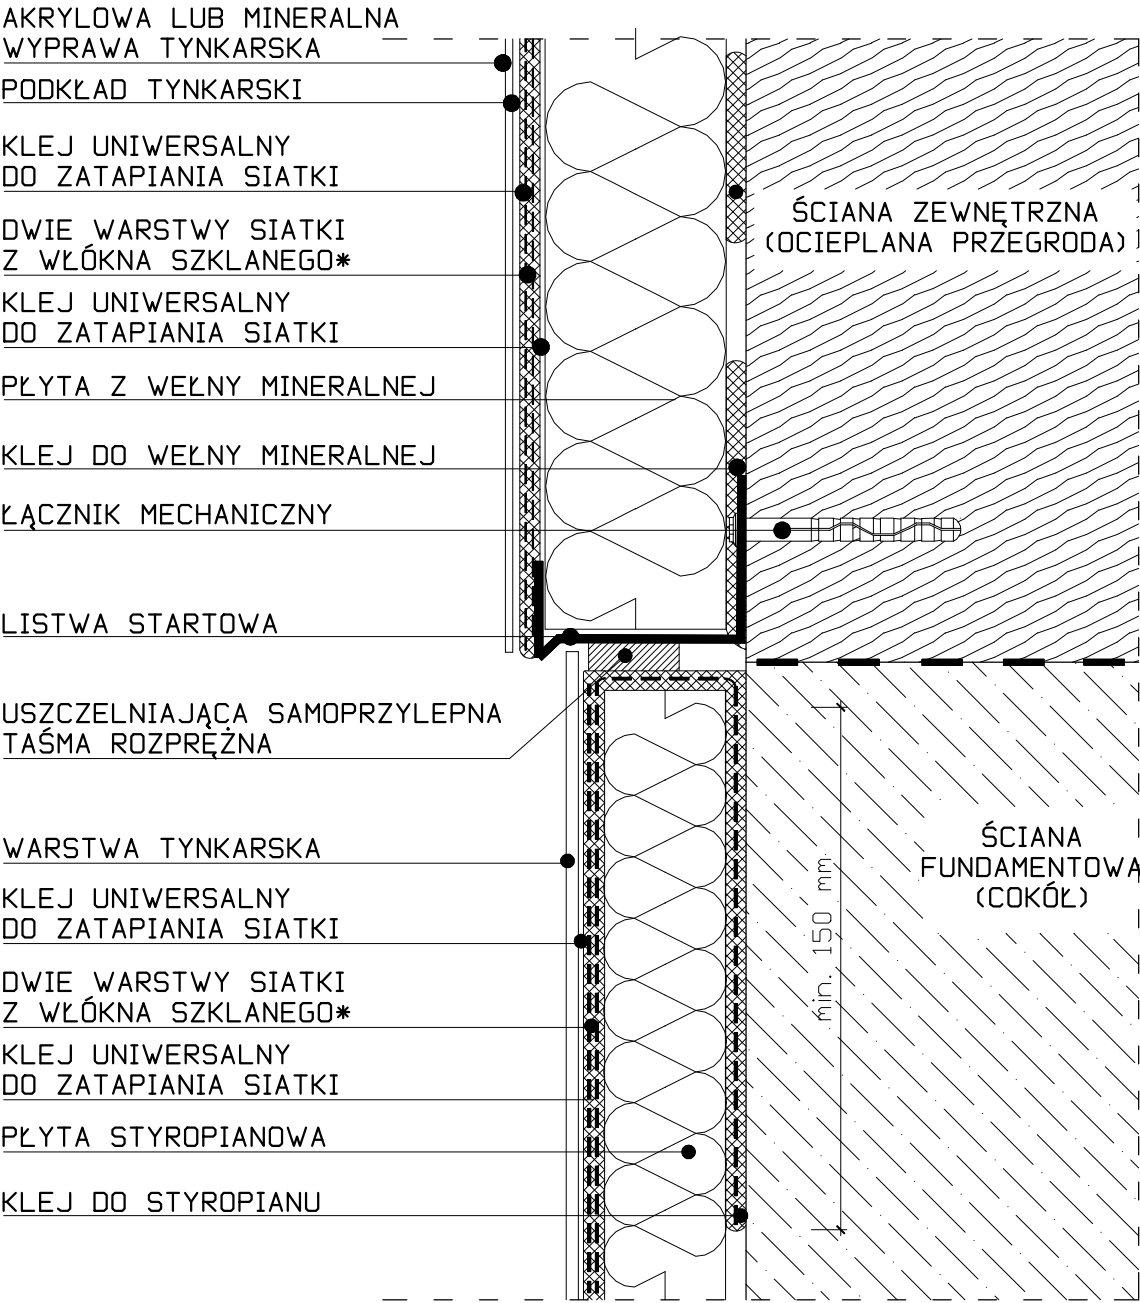 AKRYLOWA LUB MINERALNA
WYPRAWA TYNKARSKA
PODKŁAD TYNKARSKI
KLEJ UNIWERSALNY
DO ZATAPIANIA SIATKI
DWIE WARSTWY SIATKI
Z WŁÓKNA SZKLANEGO*
KLEJ UNIWERSALNY
DO ZATAPIANIA SIATKI
PŁYTA Z WEŁNY MINERALNEJ
KLEJ DO WEŁNY MINERALNEJ
ŁĄCZNIK MECHANICZNY
LISTWA STARTOWA
USZCZELNIAJĄCA SAMOPRZYLEPNA
TAŚMA ROZPRĘŻNA
WARSTWA TYNKARSKA
KLEJ UNIWERSALNY
DO ZATAPIANIA SIATKI
DWIE WARSTWY SIATKI
Z WŁÓKNA SZKLANEGO*
KLEJ UNIWERSALNY
DO ZATAPIANIA SIATKI
PŁYTA STYROPIANOWA
KLEJ DO STYROPIANU
ŚCIANA ZEWNĘTRZNA
(OCIEPLANA PRZEGRODA)
ŚCIANA
FUNDAMENTOWA
(COKÓŁ)
min. 150 mm